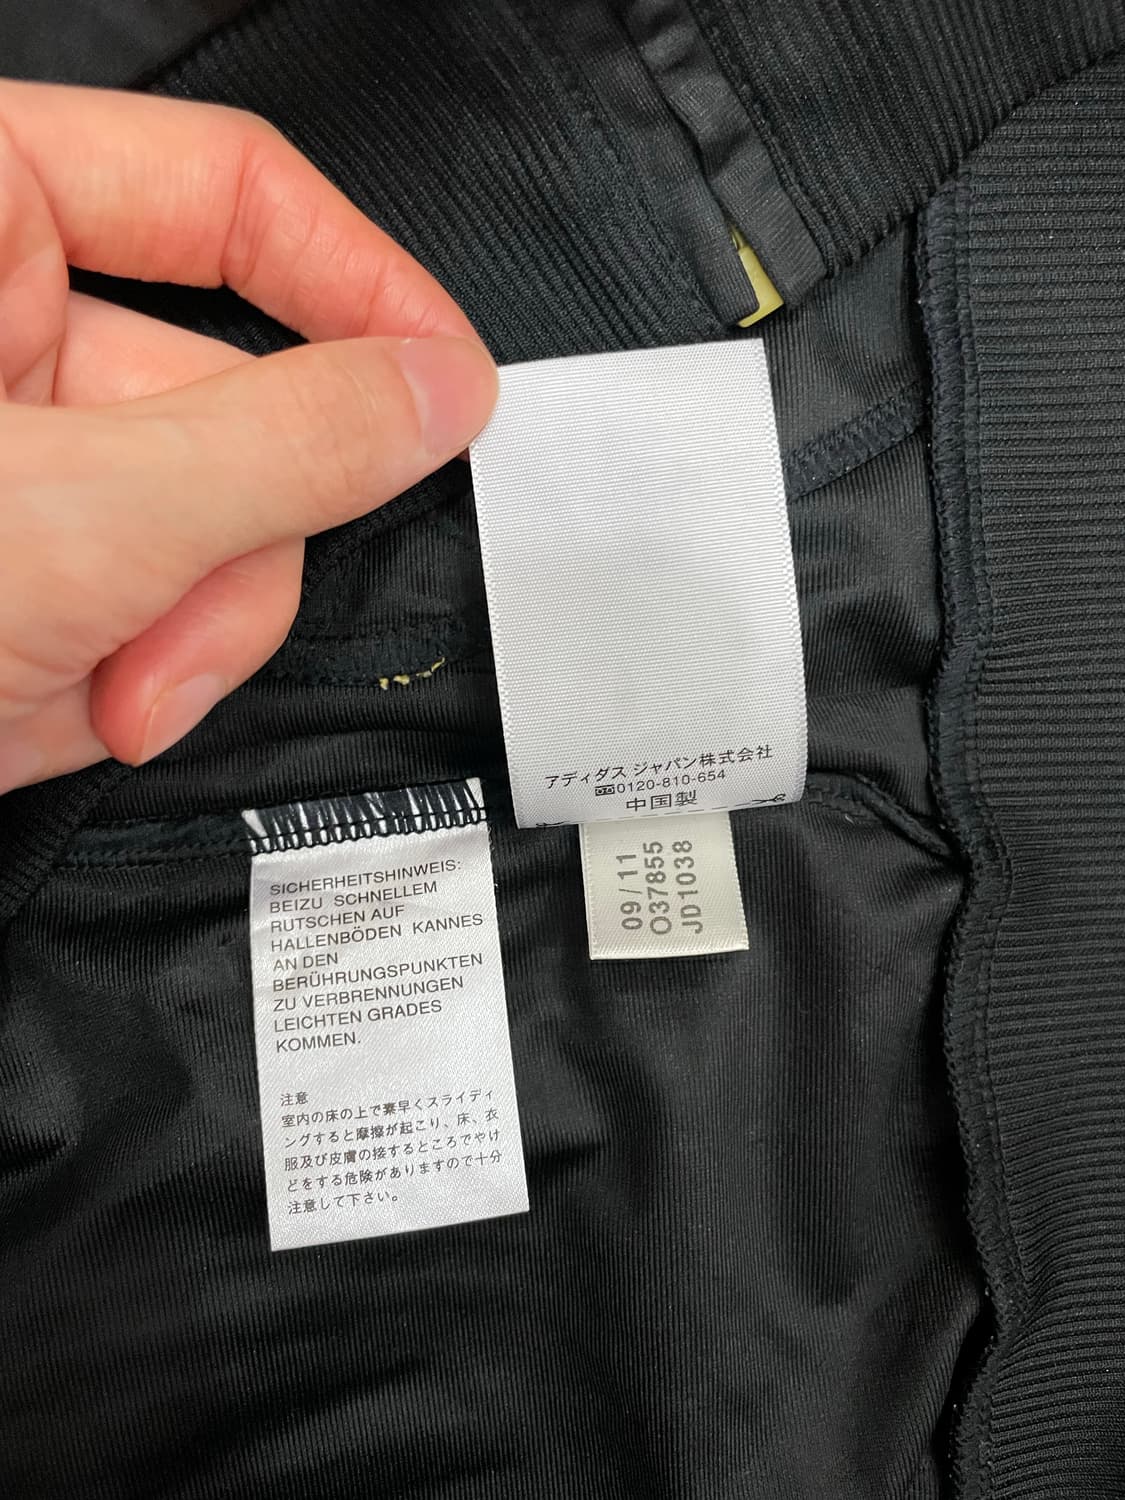 アディダス ジャパン株式会社
0120-810-654
中国製
09/11
O37855
JD1038
SICHERHEITSHINWEIS:
BEIZU SCHNELLEM
RUTSCHEN AUF
HALLENBÖDEN KANNES
AN DEN
BERÜHRUNGSPUNKTEN
ZU VERBRENNUNGEN
LEICHTEN GRADES
KOMMEN.
注意
室内の床の上で素早くスライディ
ングすると摩擦が起こり、床、衣
服及び皮膚の接するところでやけ
どをする危険がありますので十分
注意して下さい。